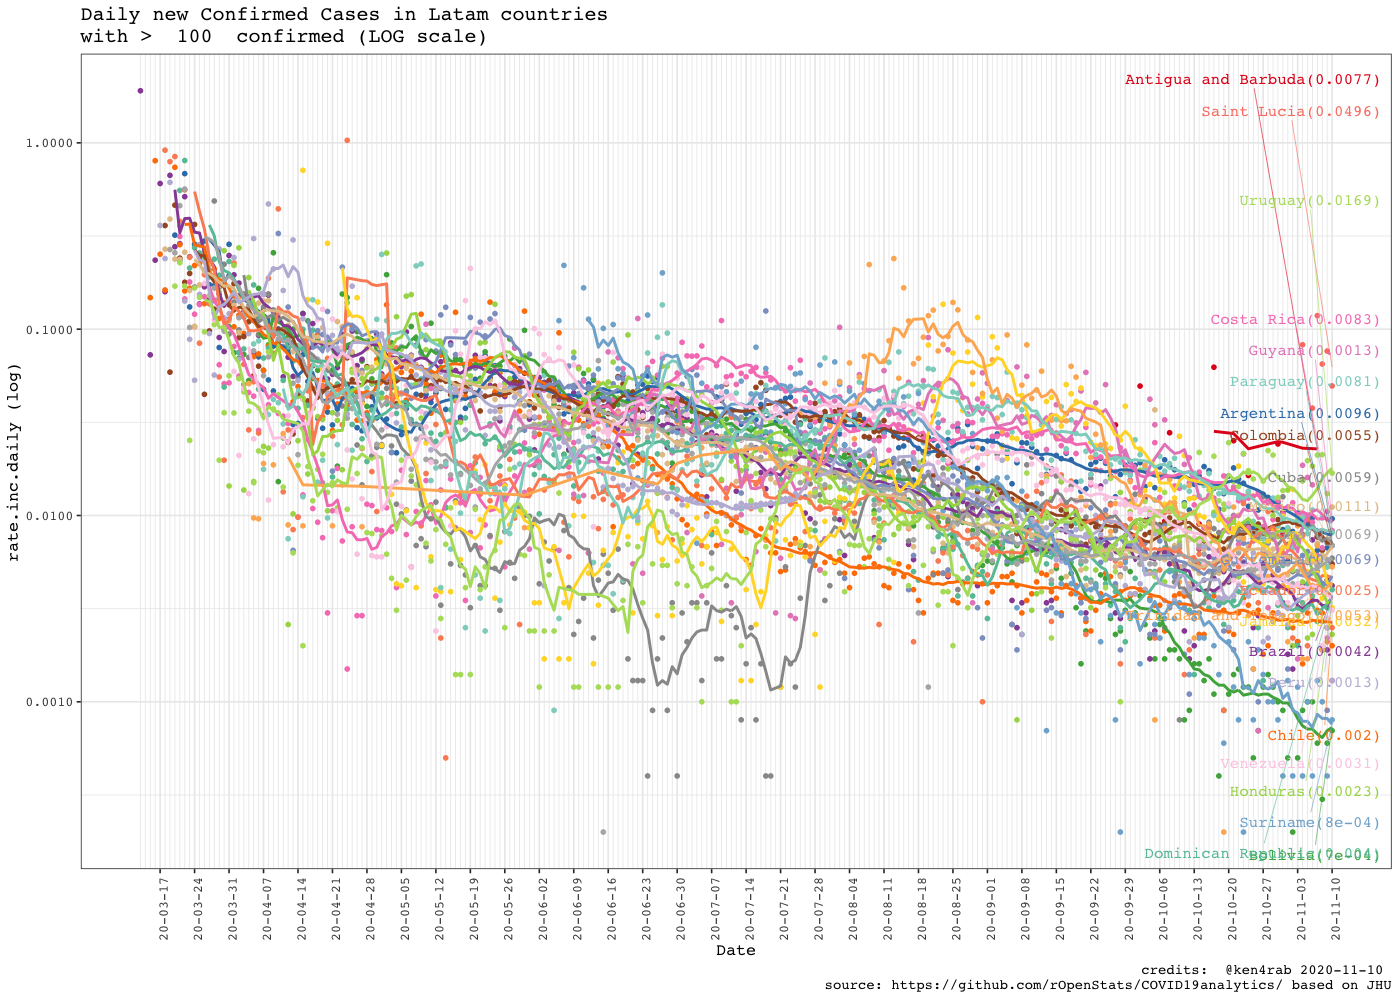 Daily new Confirmed Cases in Latam countries
with >  100  confirmed (LOG scale)
Antigua and Barbuda(0.0077)
Saint Lucia(0.0496)
1.0000
Uruguay(0.0169)
Costa Rica(0.0083)
0.1000
Guyana(0.0013)
Paraguay(0.0081)
Argentina(0.0096)
Colombia(0.0055)
Cuba(0.0059)
0.0100
Brazil(0.0042)
Peru(0.0013)
0.0010
Chile(0.002)
Venezuela(0.0031)
Honduras(0.0023)
Suriname(8e-04)
Dominican
Bolivia(7e-04)
rate.inc.daily (log)
20-03-17 20-03-24 20-03-31 20-04-07 20-04-14 20-04-21 20-04-28 20-05-05 20-05-12 20-05-19 20-05-26 20-06-02 20-06-09 20-06-16 20-06-23 20-06-30 20-07-07 20-07-14 20-07-21 20-07-28 20-08-04 20-08-11 20-08-18 20-08-25 20-09-01 20-09-08 20-09-15 20-09-22 20-09-29 20-10-06 20-10-13 20-10-20 20-10-27 20-11-03 20-11-10
Date
credits:  @ken4rab 2020-11-10
source: https://github.com/rOpenStats/COVID19analytics/ based on JHU